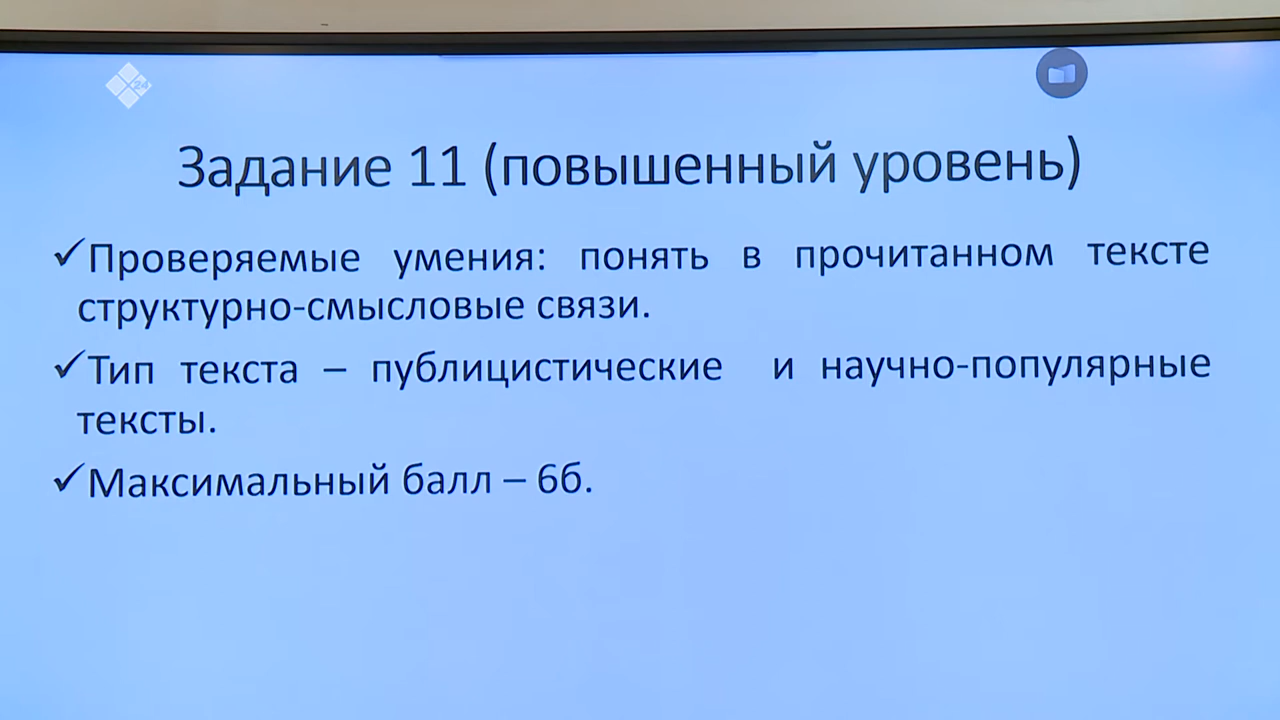 24
Задание 11 (повышенный уровень)
✓Проверяемые умения: понять в прочитанном тексте
структурно-смысловые связи.
✓Тип текста – публицистические и научно-популярные
тексты.
✓Максимальный балл – 6б.